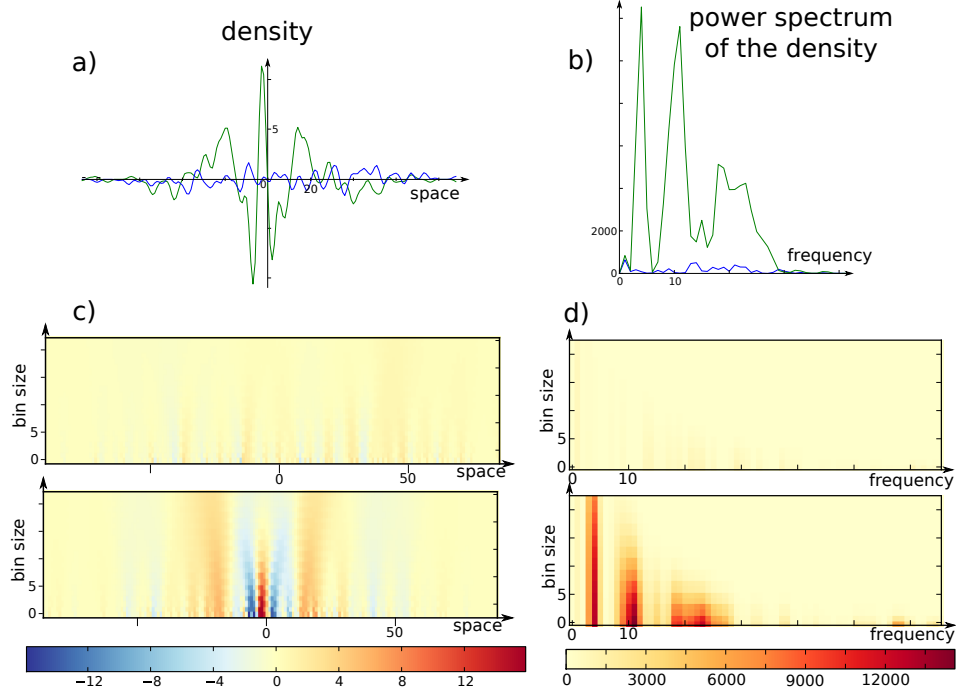 density
a)
5
0
20
space
power spectrum
of the density
b)
2000
0
0
10
frequency
c)
bin size
5
0
0
50
space
bin size
5
0
0
50
space
−12
−8
−4
0
4
8
12
d)
bin size
5
0
0
10
frequency
bin size
5
0
0
10
frequency
0
3000
6000
9000
12000